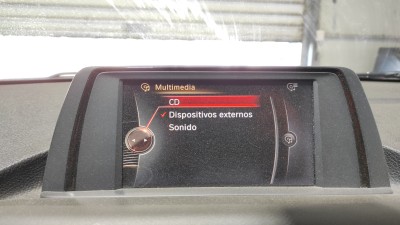 Multimedia
CD
✓ Dispositivos externos
Sonido